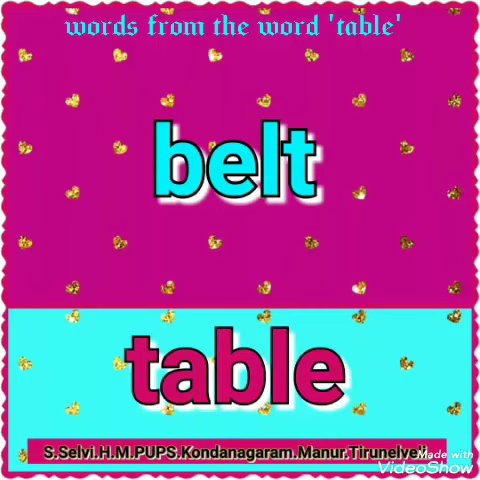 words from the word 'table'
belt
table
S.Selvi.H.M.PUPS.Kondanagaram.Manur.Tirunelveli
Made with
VideoShow